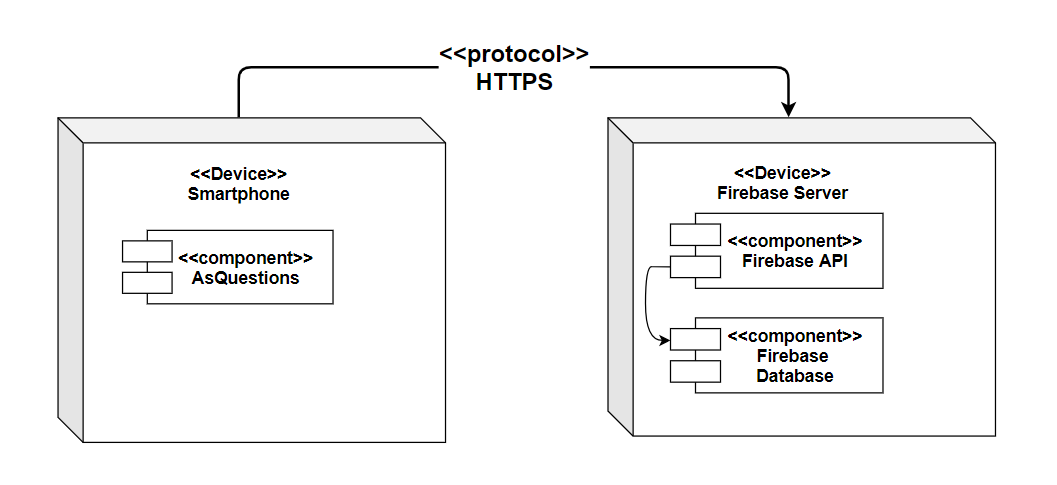 <<protocol>>
HTTPS
<<Device>>
Smartphone
<<component>>
AsQuestions
<<Device>>
Firebase Server
<<component>>
Firebase API
<<component>>
Firebase
Database